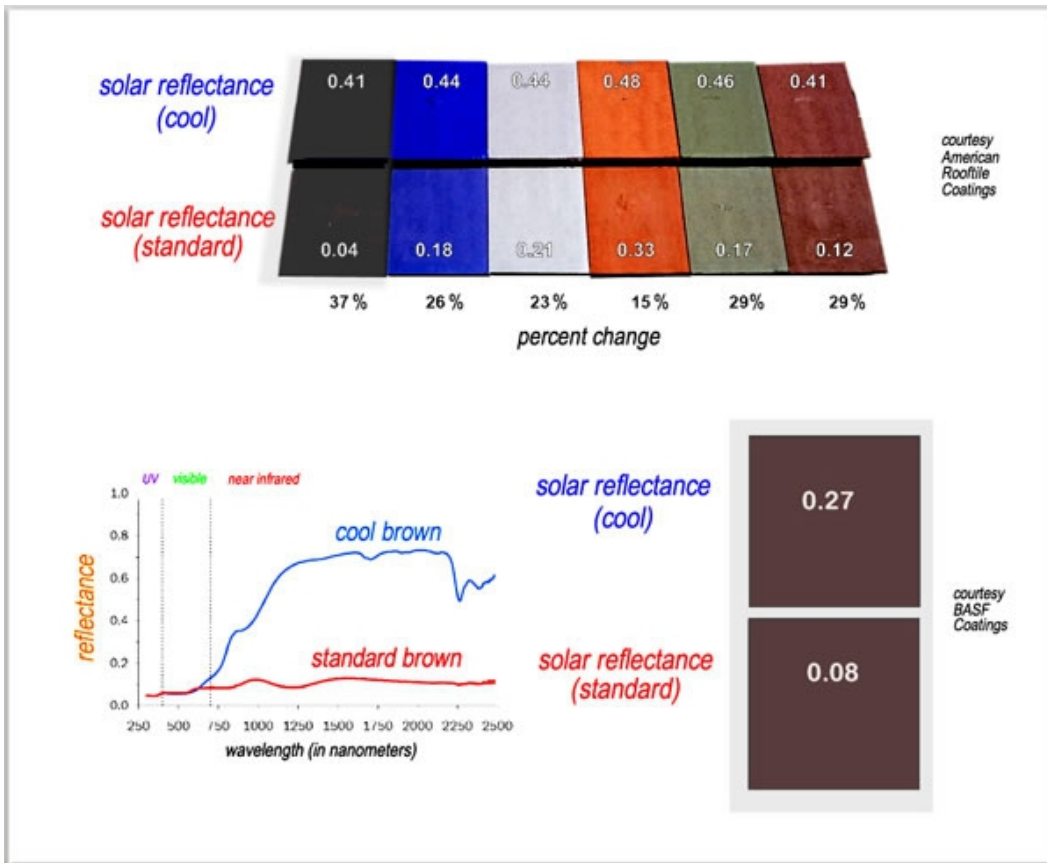 solar reflectance
(cool)
0.41 0.44 0.44 0.48 0.46 0.41
courtesy
American
Rooftile
Coatings
solar reflectance
(standard)
0.04 0.18 0.21 0.33 0.17 0.12
37 % 26 % 23 % 15 % 29 % 29 %
percent change
UV visible near infrared
1.0
0.8
0.6
0.4
0.2
0.0
reflectance
cool brown
standard brown
250 500 750 1000 1250 1500 1750 2000 2250 2500
wavelength (in nanometers)
solar reflectance
(cool)
0.27
courtesy
BASF
Coatings
solar reflectance
(standard)
0.08